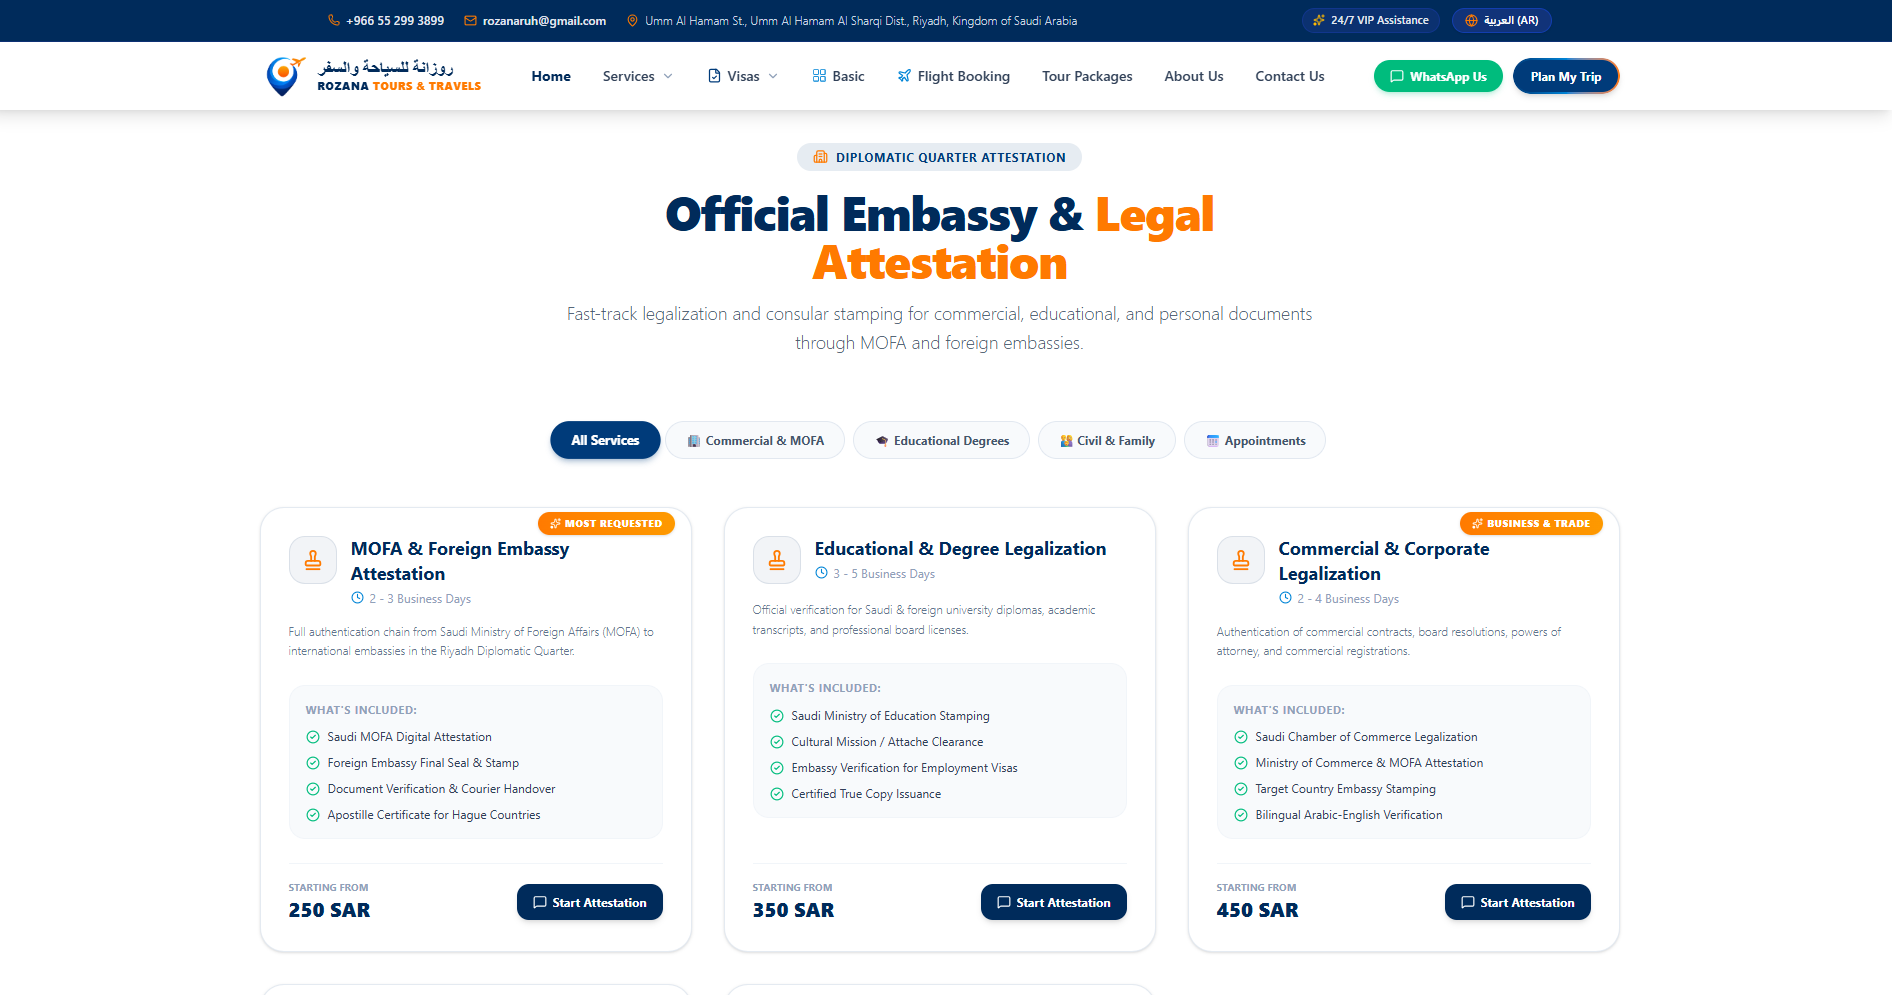 +966 55 299 3899
rozanaruh@gmail.com
Umm Al Hamam St., Umm Al Hamam Al Sharqi Dist., Riyadh, Kingdom of Saudi Arabia
24/7 VIP Assistance
العربية (AR)
روزانة للسياحة والسفر
ROZANA TOURS & TRAVELS
Home
Services
Visas
Basic
Flight Booking
Tour Packages
About Us
Contact Us
WhatsApp Us
Plan My Trip
DIPLOMATIC QUARTER ATTESTATION
Official Embassy & Legal
Attestation
Fast-track legalization and consular stamping for commercial, educational, and personal documents
through MOFA and foreign embassies.
All Services
Commercial & MOFA
Educational Degrees
Civil & Family
Appointments
MOST REQUESTED
MOFA & Foreign Embassy
Attestation
2 - 3 Business Days
Full authentication chain from Saudi Ministry of Foreign Affairs (MOFA) to
international embassies in the Riyadh Diplomatic Quarter.
WHAT'S INCLUDED:
Saudi MOFA Digital Attestation
Foreign Embassy Final Seal & Stamp
Document Verification & Courier Handover
Apostille Certificate for Hague Countries
STARTING FROM
250 SAR
Start Attestation
Educational & Degree Legalization
3 - 5 Business Days
Official verification for Saudi & foreign university diplomas, academic
transcripts, and professional board licenses.
WHAT'S INCLUDED:
Saudi Ministry of Education Stamping
Cultural Mission / Attache Clearance
Embassy Verification for Employment Visas
Certified True Copy Issuance
STARTING FROM
350 SAR
Start Attestation
BUSINESS & TRADE
Commercial & Corporate
Legalization
2 - 4 Business Days
Authentication of commercial contracts, board resolutions, powers of
attorney, and commercial registrations.
WHAT'S INCLUDED:
Saudi Chamber of Commerce Legalization
Ministry of Commerce & MOFA Attestation
Target Country Embassy Stamping
Bilingual Arabic-English Verification
STARTING FROM
450 SAR
Start Attestation